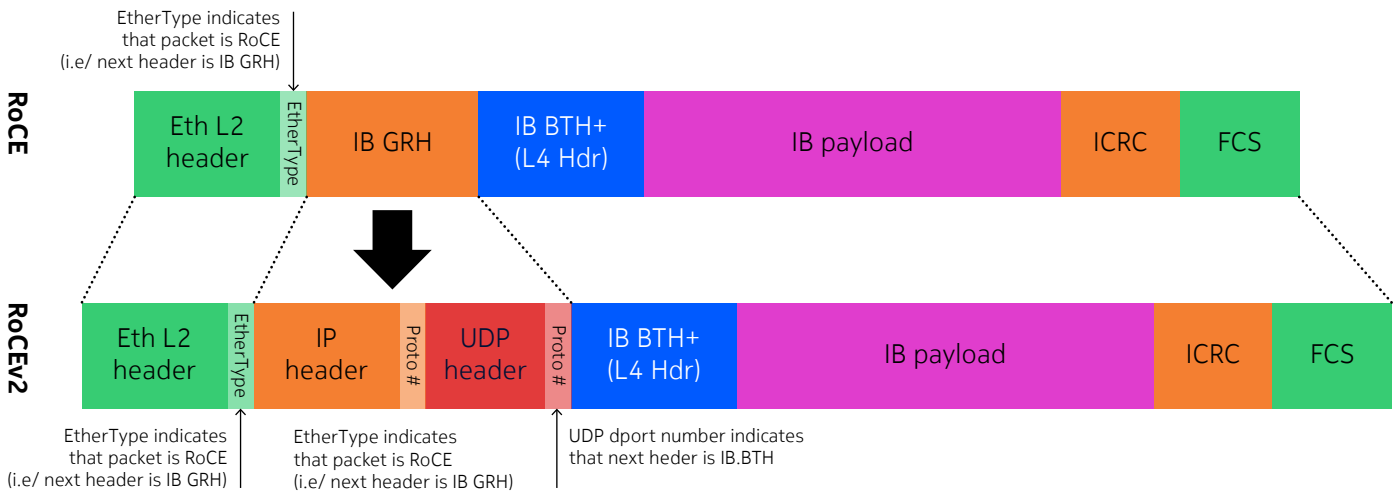 EtherType indicates
that packet is RoCE
(i.e/ next header is IB GRH)
RoCE
Eth L2
header
EtherType
IB GRH
IB BTH+
(L4 Hdr)
IB payload
ICRC
FCS
RoCEv2
Eth L2
header
EtherType
IP
header
Proto #
UDP
header
Proto #
IB BTH+
(L4 Hdr)
IB payload
ICRC
FCS
EtherType indicates
that packet is RoCE
(i.e/ next header is IB GRH)
EtherType indicates
that packet is RoCE
(i.e/ next header is IB GRH)
UDP dport number indicates
that next heder is IB.BTH